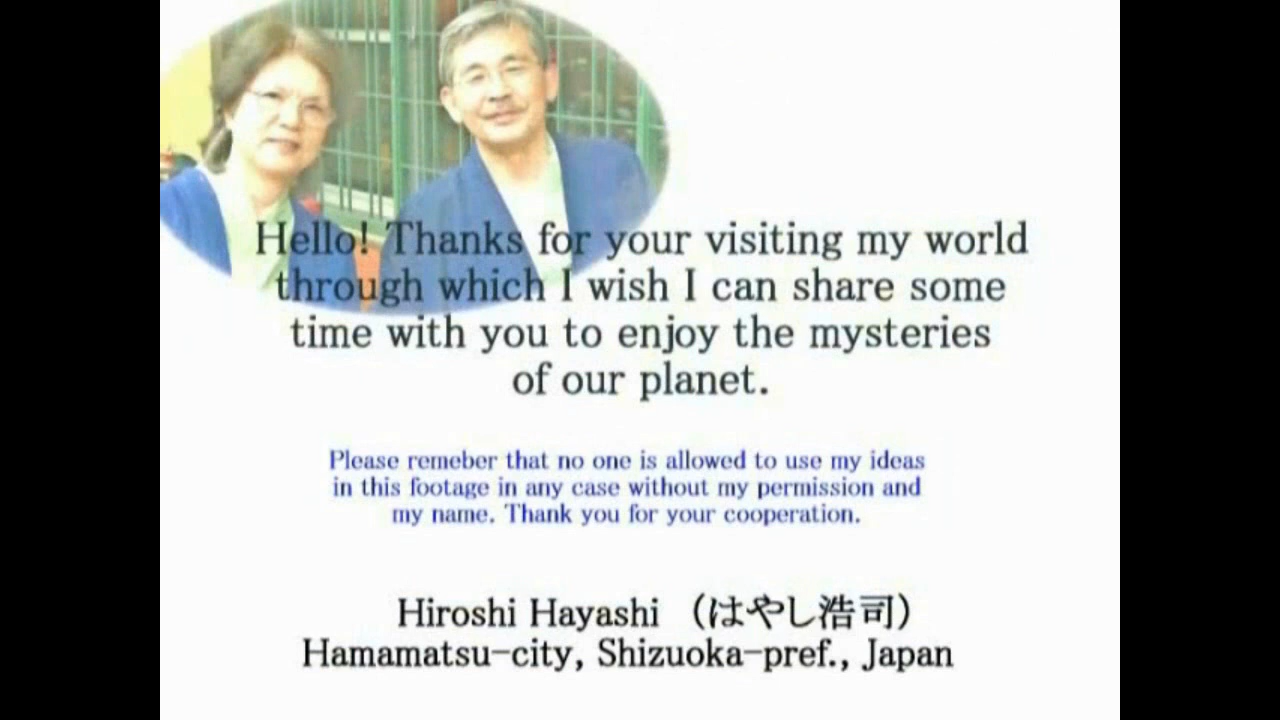 Hello! Thanks for your visiting my world
through which I wish I can share some
time with you to enjoy the mysteries
of our planet.
Please remeber that no one is allowed to use my ideas
in this footage in any case without my permission and
my name. Thank you for your cooperation.
Hiroshi Hayashi （はやし浩司）
Hamamatsu-city, Shizuoka-pref., Japan